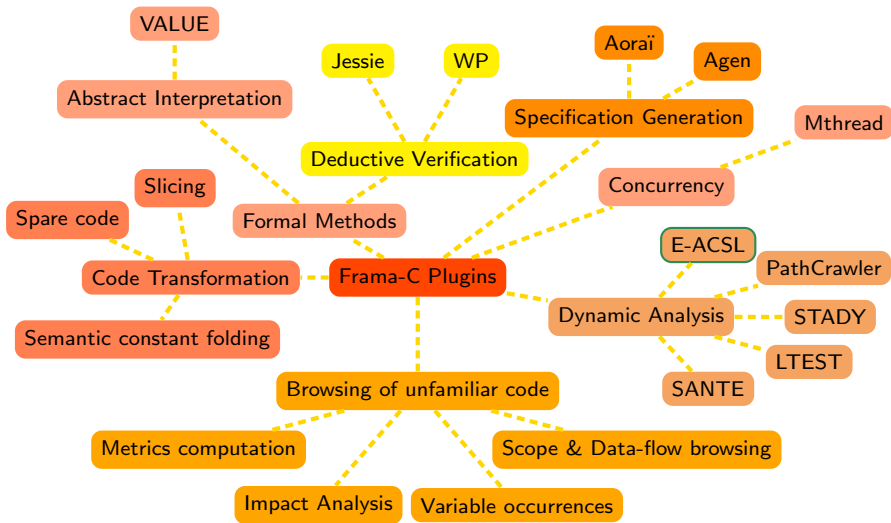 VALUE
Aoraï
Jessie
WP
Agen
Abstract Interpretation
Specification Generation
Mthread
Deductive Verification
Slicing
Concurrency
Spare code
Formal Methods
E-ACSL
PathCrawler
Code Transformation
Frama-C Plugins
Dynamic Analysis
STADY
Semantic constant folding
LTEST
Browsing of unfamiliar code
SANTE
Metrics computation
Scope & Data-flow browsing
Impact Analysis
Variable occurrences